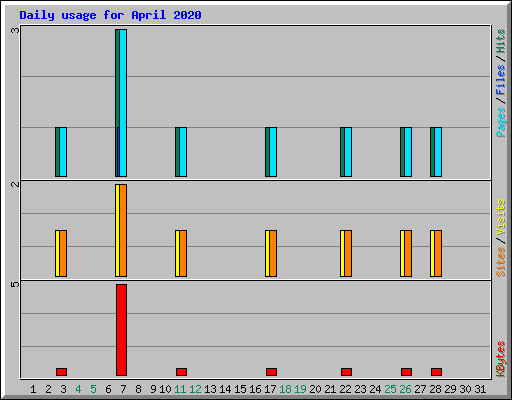 Daily usage for April 2020
3
2
5
Pages / Files / Hits
Sites / Visits
KBytes
1 2 3 4 5 6 7 8 9 10 11 12 13 14 15 16 17 18 19 20 21 22 23 24 25 26 27 28 29 30 31